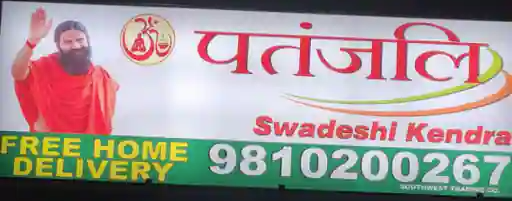 पतंजलि
Swadeshi Kendra
FREE HOME
DELIVERY
9810200267
SOUTHWEST TRADING CO.